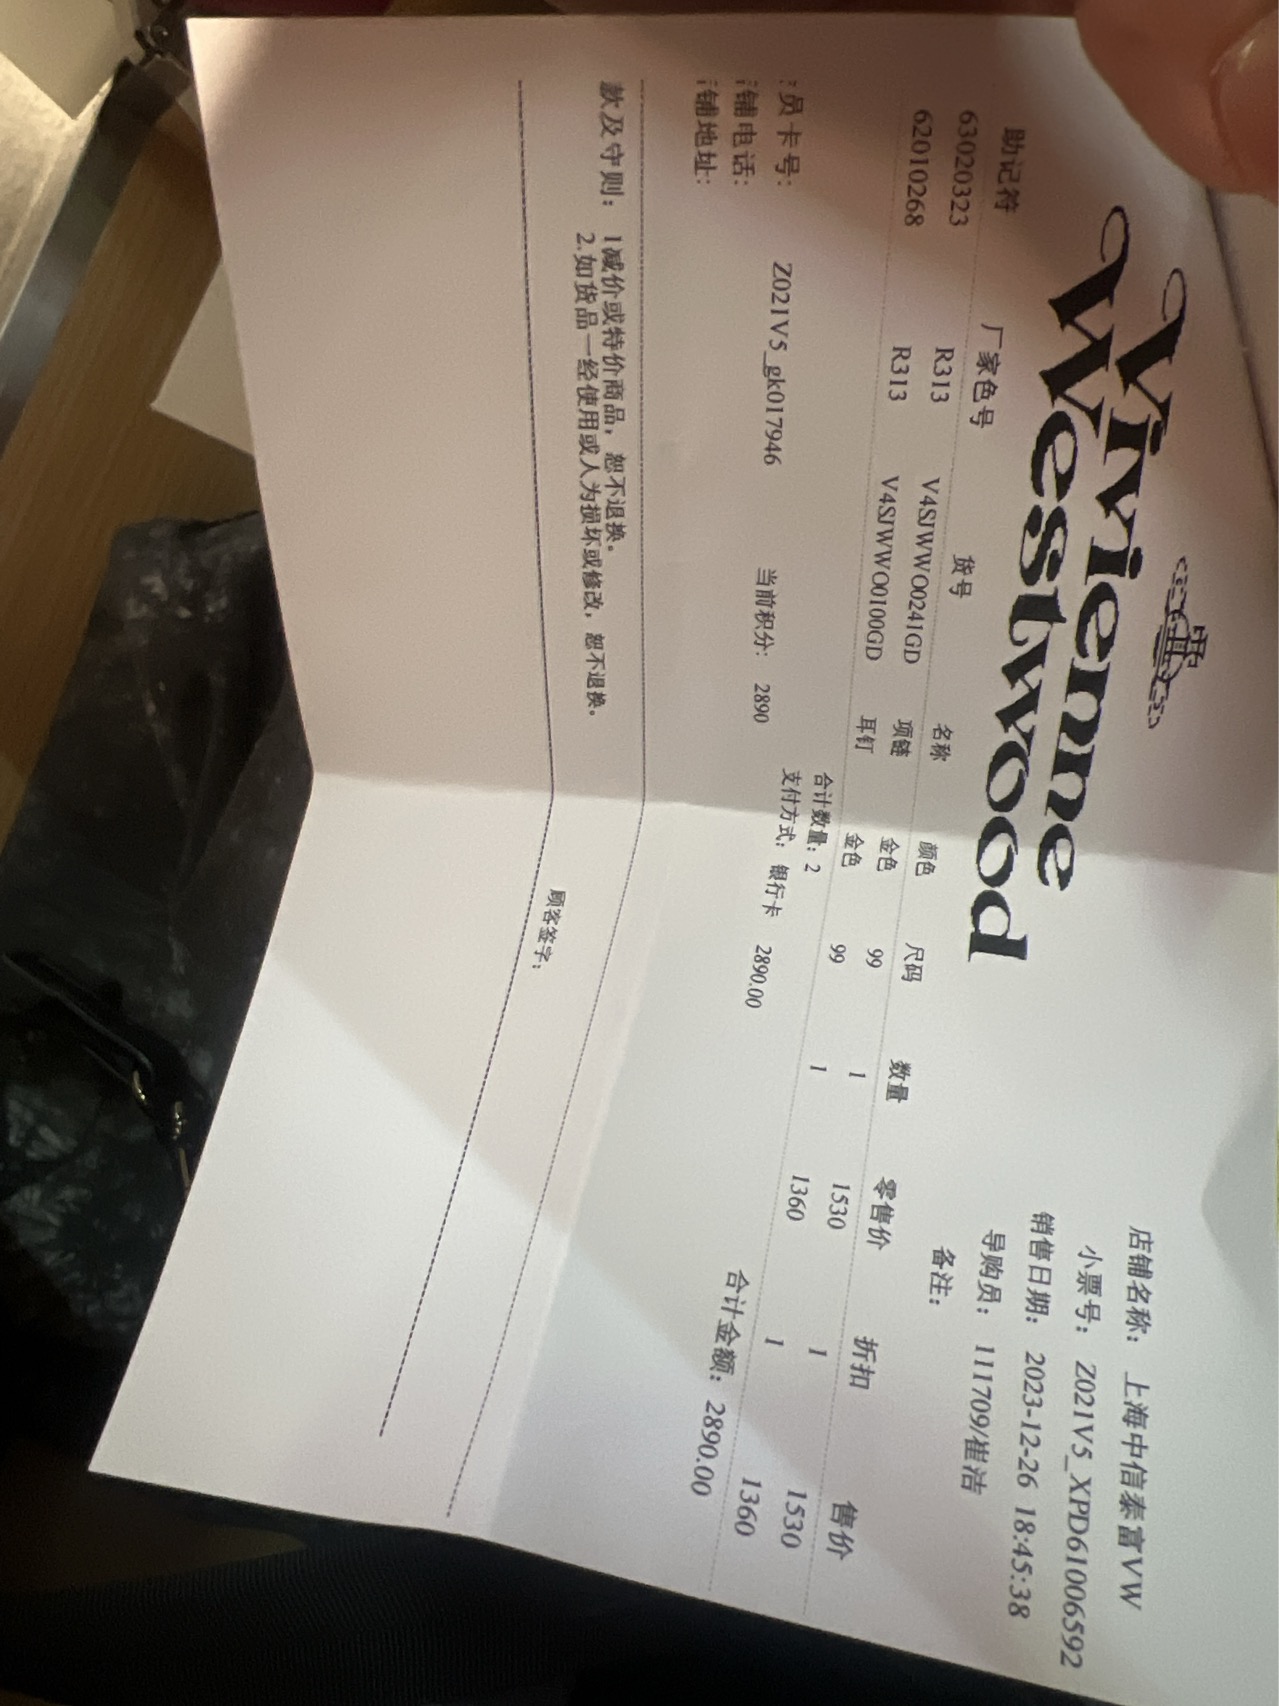 Vivienne
Westwood
店铺名称: 上海中信泰富VW
小票号: Z021V5_XPD61006592
销售日期: 2023-12-26 18:45:38
导购员: 111709/崔洁
备注:
助记符 厂家色号 货号 名称 颜色 尺码 数量 零售价 折扣 售价
63020323 R313 V4SJWWO0241GD 项链 金色 99 1 1530 1 1530
62010268 R313 V4SJWWO0100GD 耳钉 金色 99 1 1360 1 1360
合计数量: 2 合计金额: 2890.00
员卡号: Z021V5_gk017946 当前积分: 2890 支付方式: 银行卡 2890.00
铺电话:
铺地址:
款及守则: 1减价或特价商品,恕不退换。
2.如货品一经使用或人为损坏或修改,恕不退换。
顾客签字: